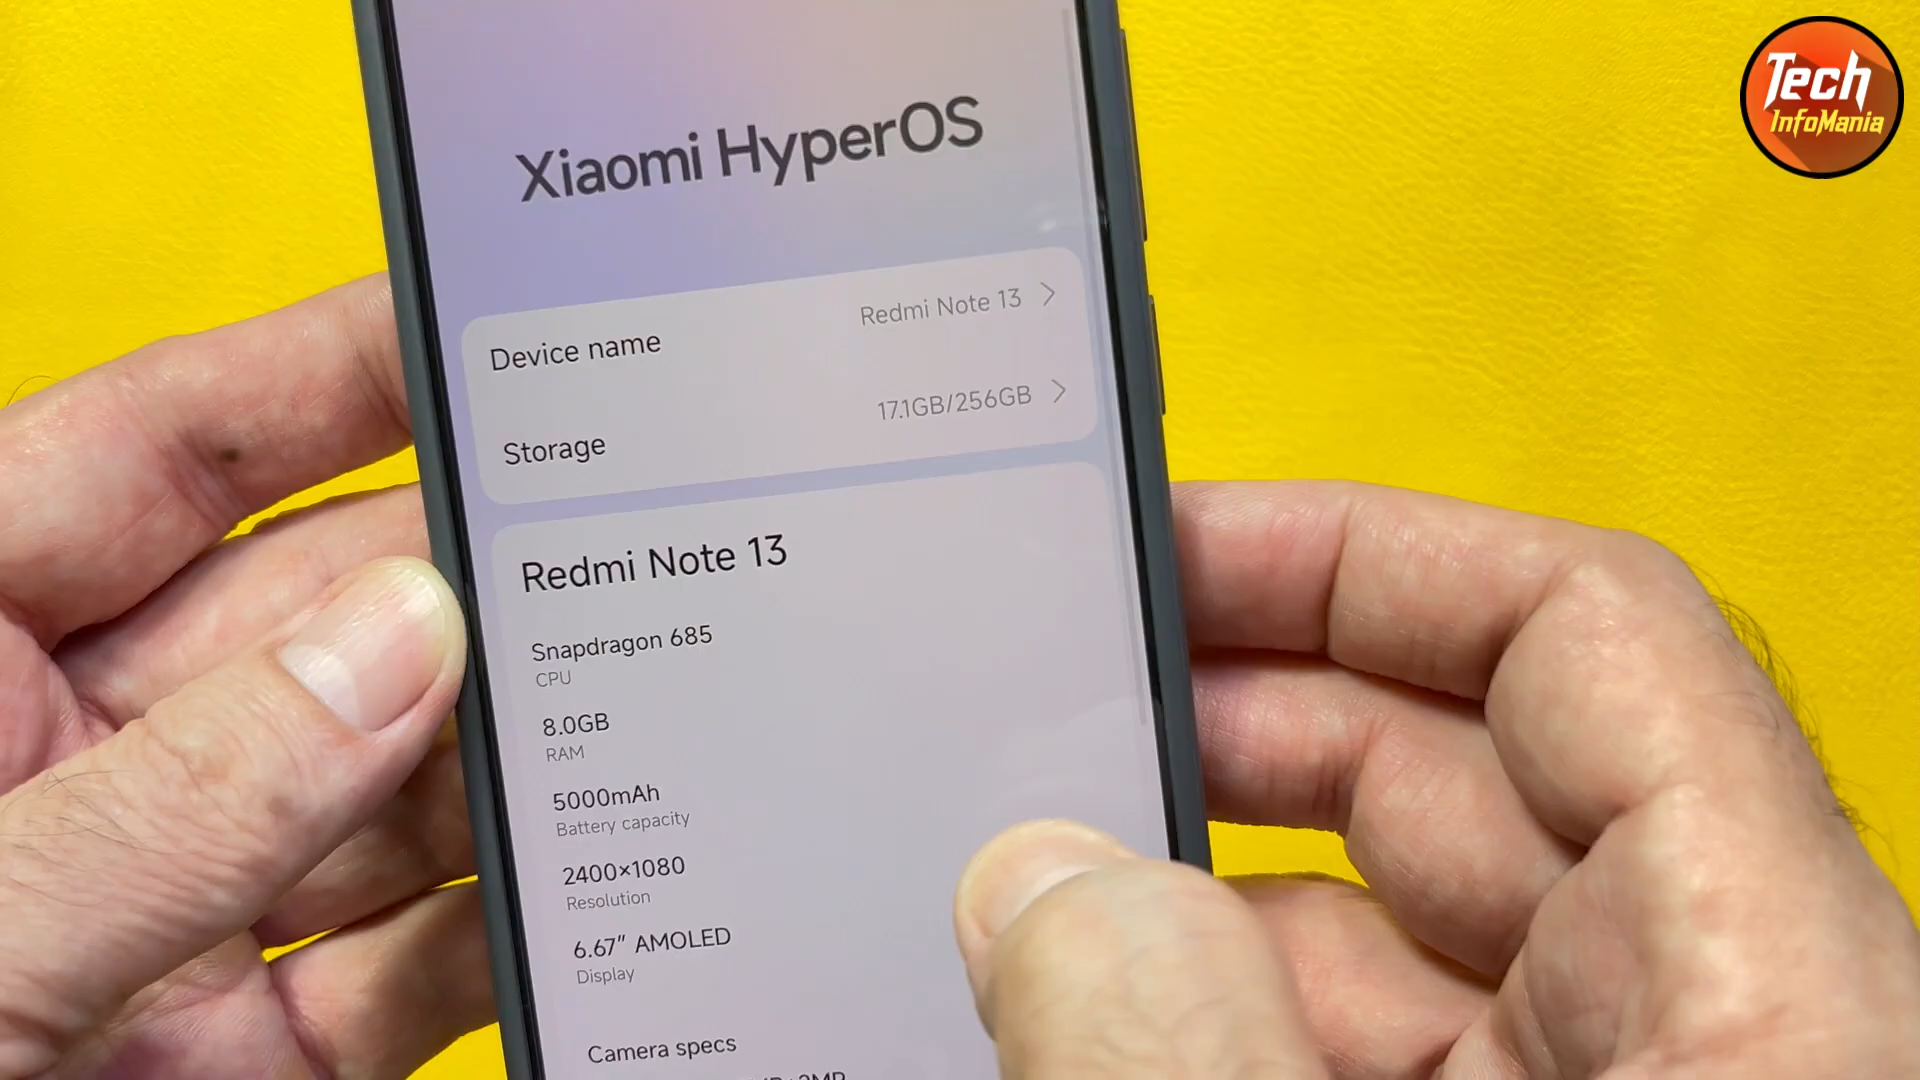 Tech
InfoMania
Xiaomi HyperOS
Device name
Redmi Note 13
Storage
17.1GB/256GB
Redmi Note 13
Snapdragon 685
CPU
8.0GB
RAM
5000mAh
Battery capacity
2400×1080
Resolution
6.67" AMOLED
Display
Camera specs